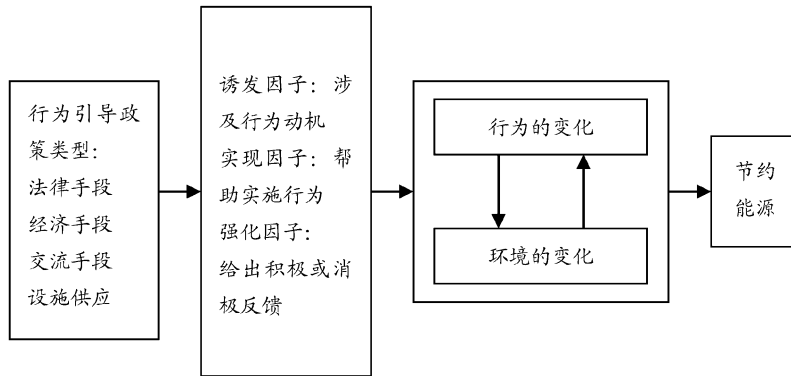 行为引导政
策类型：
法律手段
经济手段
交流手段
设施供应
诱发因子：涉
及行为动机
实现因子：帮
助实施行为
强化因子：
给出积极或消
极反馈
行为的变化
环境的变化
节约
能源